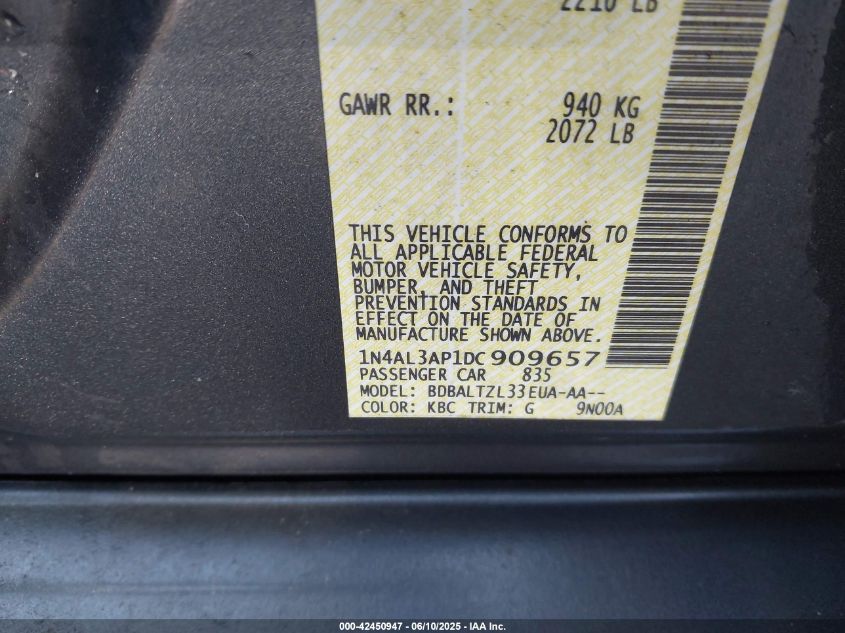 2210 LB
GAWR RR.: 940 KG
2072 LB
THIS VEHICLE CONFORMS TO
ALL APPLICABLE FEDERAL
MOTOR VEHICLE SAFETY,
BUMPER, AND THEFT
PREVENTION STANDARDS IN
EFFECT ON THE DATE OF
MANUFACTURE SHOWN ABOVE.
1N4AL3AP1DC909657
PASSENGER CAR 835
MODEL: BDBALTZL33EUA-AA--
COLOR: KBC TRIM: G 9N00A
000-42450947 - 06/10/2025 - IAA Inc.